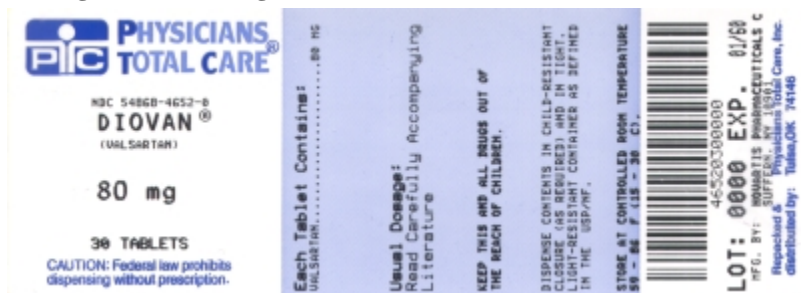 PTC PHYSICIANS
TOTAL CARE®
NDC 54868-4652-0
DIOVAN®
(VALSARTAN)
80 mg
30 TABLETS
CAUTION: Federal law prohibits
dispensing without prescription.
Each Tablet Contains:
VALSARTAN....................80 MG
Usual Dosage:
Read Carefully Accompanying
Literature
KEEP THIS AND ALL DRUGS OUT OF
THE REACH OF CHILDREN.
DISPENSE CONTENTS IN CHILD-RESISTANT
CLOSURE (AS REQUIRED) AND IN TIGHT,
LIGHT-RESISTANT CONTAINER AS DEFINED
IN THE USP/NF.
STORE AT CONTROLLED ROOM TEMPERATURE
59 - 86 F (15 - 30 C).
46520300000
LOT: 0000 EXP. 01/60
MFG. BY: NOVARTIS PHARMACEUTICALS C
SUFFERN, NY 10901
Repacked & Physicians Total Care, Inc.
distributed by: Tulsa,OK 74146